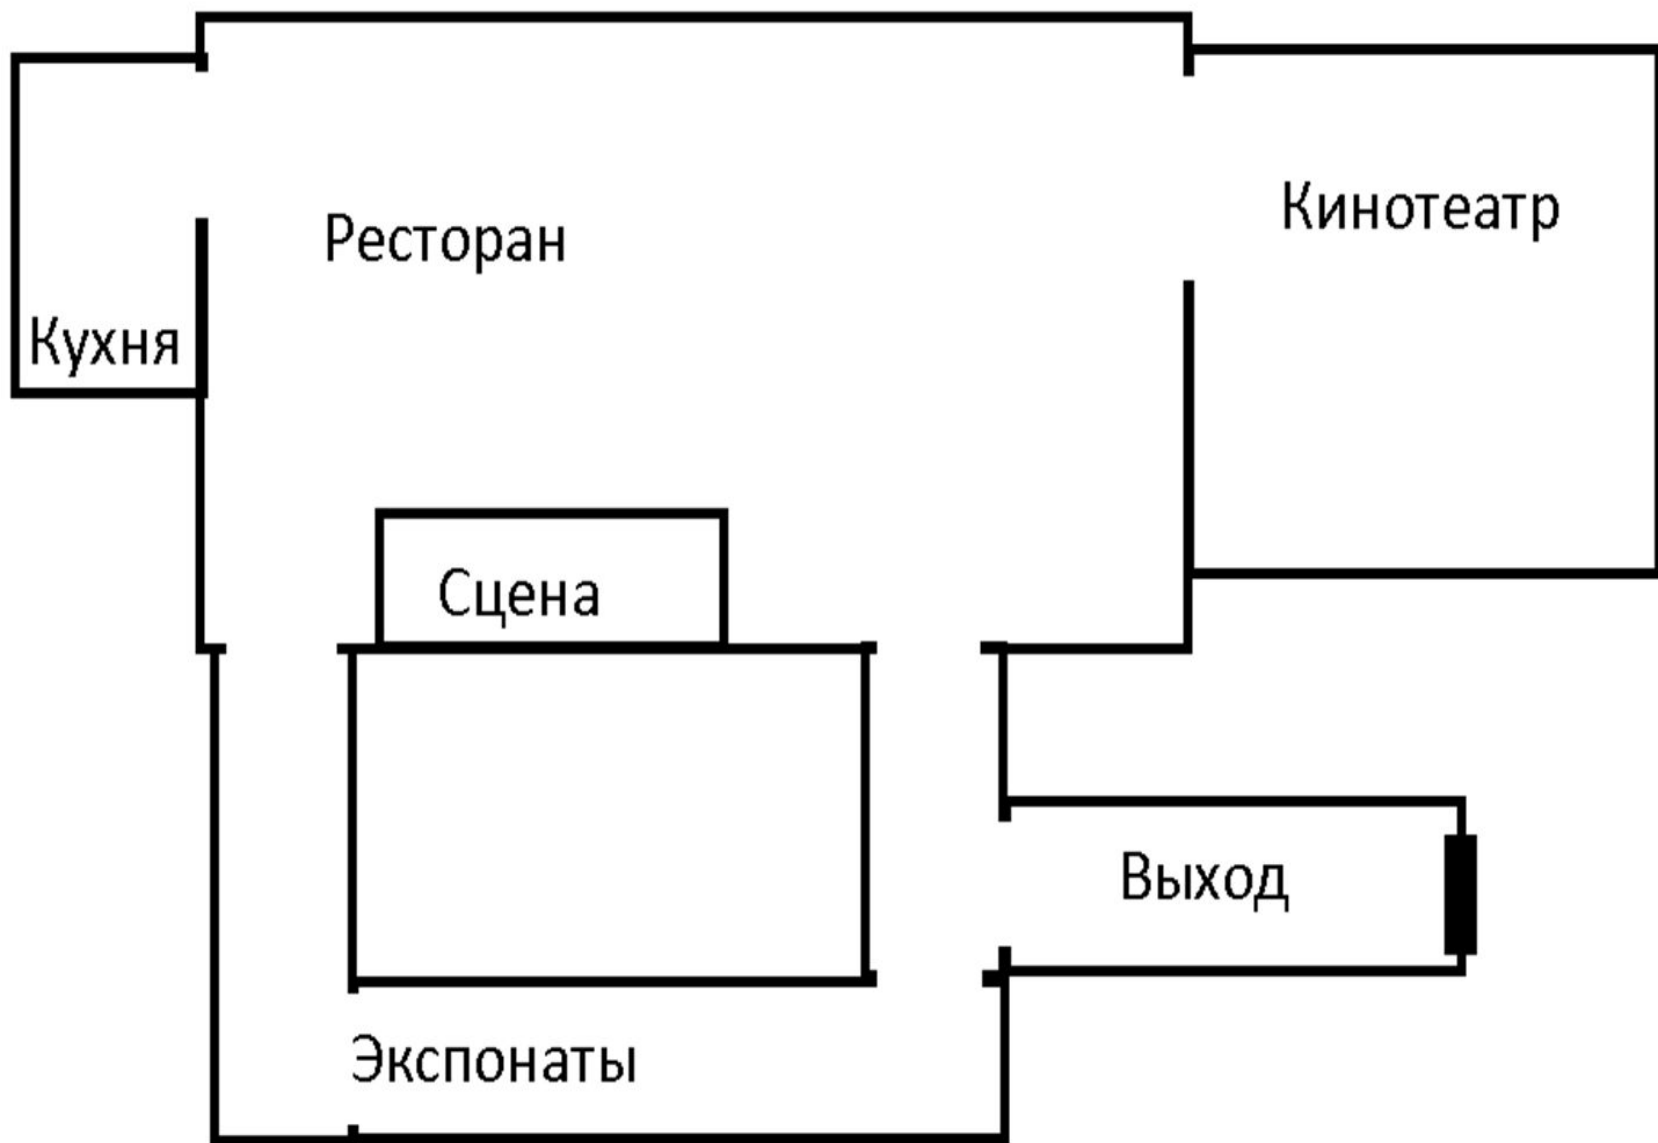 Кинотеатр
Ресторан
Кухня
Сцена
Выход
Экспонаты